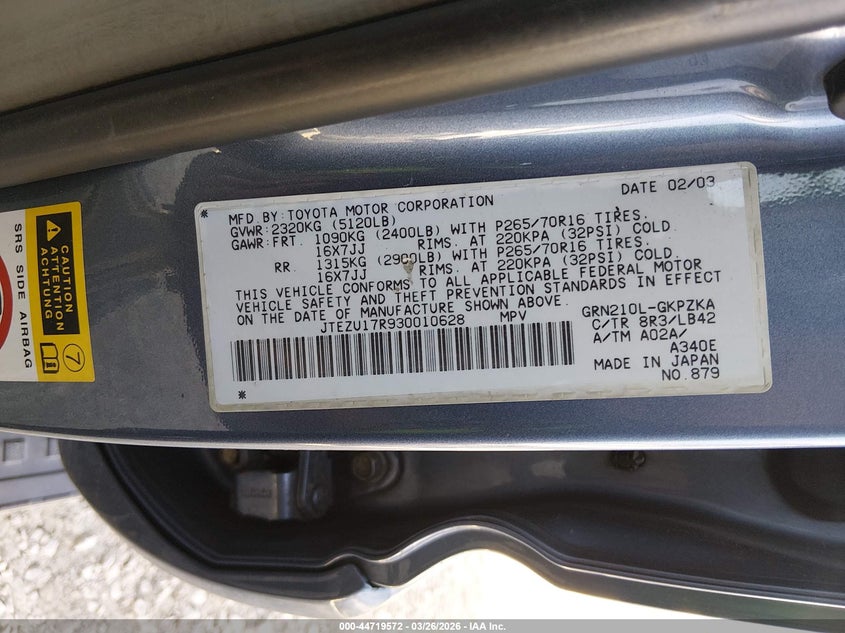 MFD.BY:TOYOTA MOTOR CORPORATION DATE 02/03
GVWR:2320KG (5120LB)
GAWR:FRT. 1090KG (2400LB) WITH P265/70R16 TIRES.
16X7JJ RIMS. AT 220KPA (32PSI) COLD.
RR. 1315KG (2900LB) WITH P265/70R16 TIRES.
16X7JJ RIMS. AT 220KPA (32PSI) COLD.
THIS VEHICLE CONFORMS TO ALL APPLICABLE FEDERAL MOTOR
VEHICLE SAFETY AND THEFT PREVENTION STANDARDS IN EFFECT
ON THE DATE OF MANUFACTURE SHOWN ABOVE.
JTEZU17R930010628 MPV
GRN210L-GKPZKA
C/TR 8R3/LB42
A/TM A02A/
A340E
MADE IN JAPAN
NO.879
CAUTION
ATTENTION
ACHTUNG
7
SRS SIDE AIRBAG
000-44719572 | 03/26/2026 - IAA Inc.